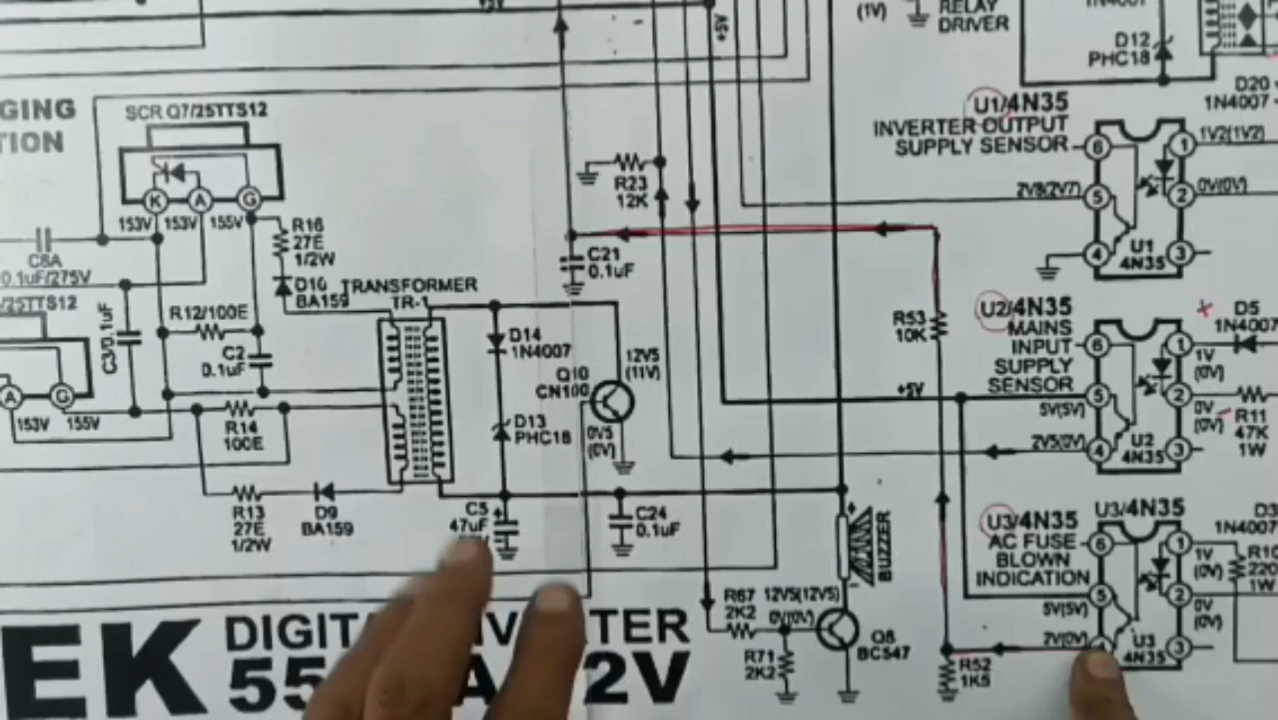 +5V
(1V)
RELAY
DRIVER
1N4007
D12
PHC18
GING
TION
SCR Q7/25TTS12
K
A
G
153V
153V
155V
C8A
0.1uF/275V
/25TTS12
A
G
153V
155V
C3/0.1uF
R12/100E
C2
0.1uF
R14
100E
R13
27E
1/2W
D9
BA159
R16
27E
1/2W
D10
BA159
TRANSFORMER
TR-1
D14
1N4007
D13
PHC18
Q10
CN100
12V5
(11V)
0V5
(0V)
C5
47uF
C24
0.1uF
R23
12K
C21
0.1uF
+5V
R53
10K
+5V
BUZZER
R67
2K2
12V5(12V5)
0V(0V)
R71
2K2
Q8
BC547
R52
1K5
D20
1N4007
U1/4N35
INVERTER OUTPUT
SUPPLY SENSOR
6
5
4
1
2
3
1V2(1V2)
0V(0V)
2V8(2V7)
U1
4N35
U2/4N35
MAINS
INPUT
SUPPLY
SENSOR
6
5
4
1
2
3
5V(5V)
2V5(0V)
1V
(0V)
0V
(0V)
U2
4N35
D5
1N4007
R11
47K
1W
U3/4N35
AC FUSE
BLOWN
INDICATION
U3/4N35
6
5
1
2
3
5V(5V)
2V(0V)
1V
(0V)
0V
(0V)
U3
4N35
1N4007
R10
1W
EK
DIGIT
TER
55
2V